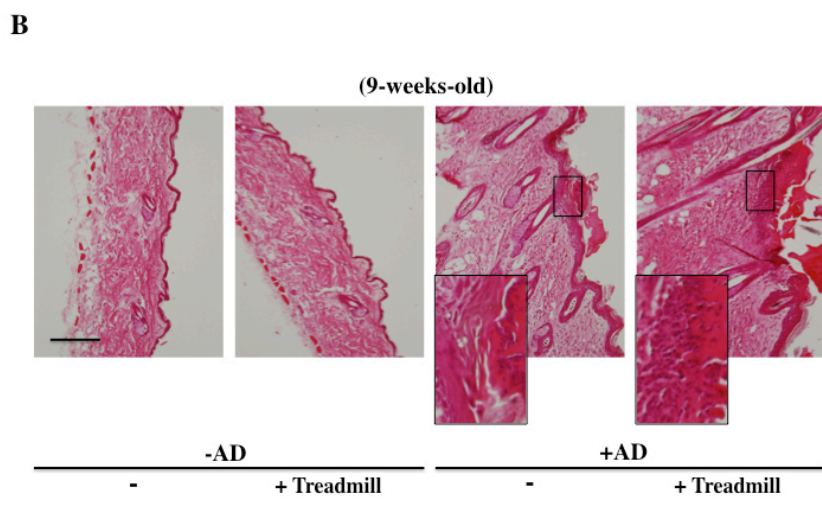 B
(9-weeks-old)
-AD +AD
- + Treadmill - + Treadmill